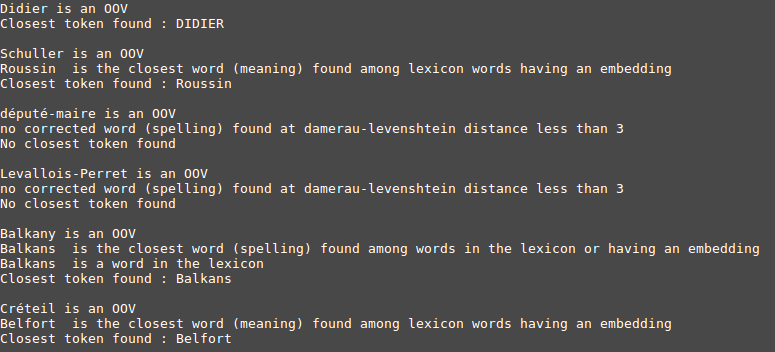 Didier is an OOV
Closest token found : DIDIER
Schuller is an OOV
Roussin  is the closest word (meaning) found among lexicon words having an embedding
Closest token found : Roussin
député-maire is an OOV
no corrected word (spelling) found at damerau-levenshtein distance less than 3
No closest token found
Levallois-Perret is an OOV
no corrected word (spelling) found at damerau-levenshtein distance less than 3
No closest token found
Balkany is an OOV
Balkans  is the closest word (spelling) found among words in the lexicon or having an embedding
Balkans  is a word in the lexicon
Closest token found : Balkans
Créteil is an OOV
Belfort  is the closest word (meaning) found among lexicon words having an embedding
Closest token found : Belfort